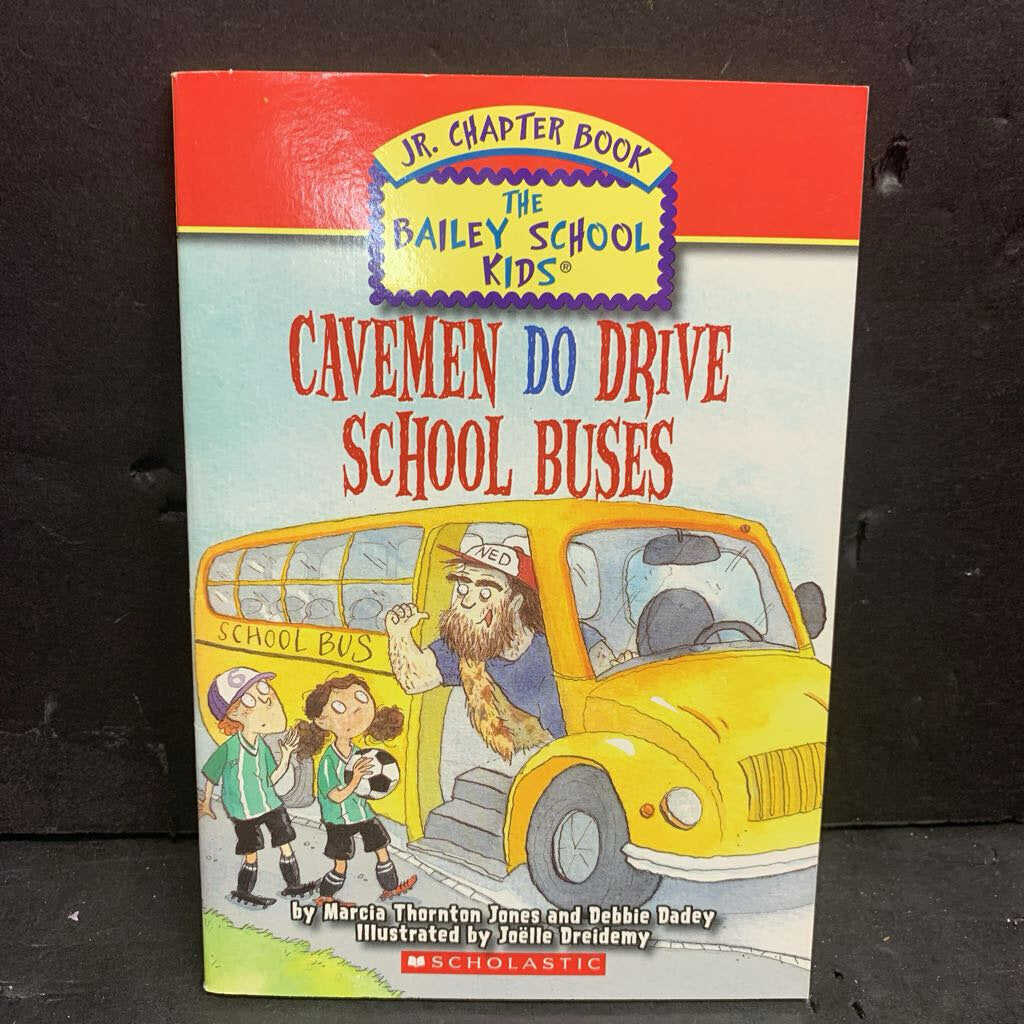 JR. CHAPTER BOOK
THE
BAILEY SCHOOL
KIDS®
CAVEMEN DO DRIVE
SCHOOL BUSES
NED
SCHOOL BUS
6
by Marcia Thornton Jones and Debbie Dadey
Illustrated by Joëlle Dreidemy
SCHOLASTIC